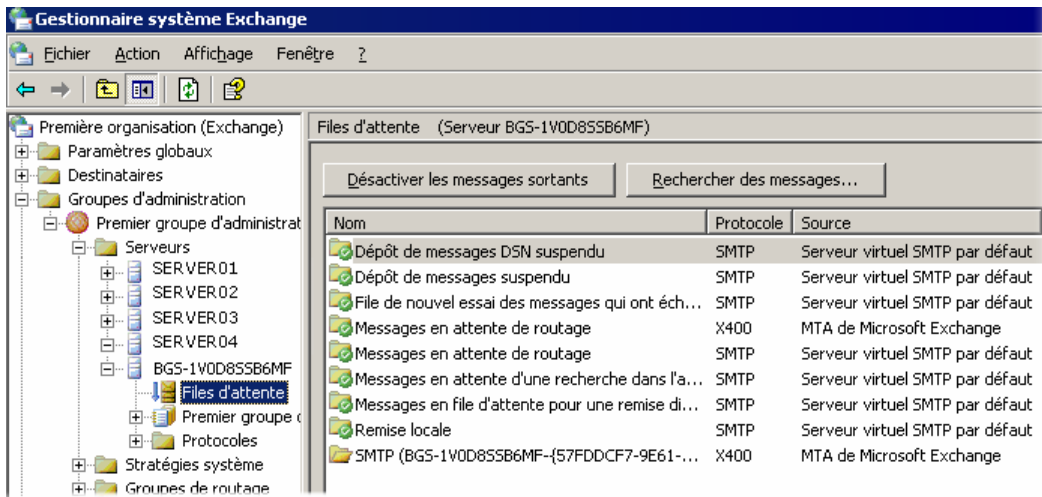 Gestionnaire système Exchange
Fichier Action Affichage Fenêtre ?
Première organisation (Exchange)
Paramètres globaux
Destinataires
Groupes d'administration
Premier groupe d'administrat
Serveurs
SERVER01
SERVER02
SERVER03
SERVER04
BGS-1V0D8SSB6MF
Files d'attente
Premier groupe d
Protocoles
Stratégies système
Groupes de routage
Files d'attente (Serveur BGS-1V0D8SSB6MF)
Désactiver les messages sortants Rechercher des messages...
Nom Protocole Source
Dépôt de messages DSN suspendu SMTP Serveur virtuel SMTP par défaut
Dépôt de messages suspendu SMTP Serveur virtuel SMTP par défaut
File de nouvel essai des messages qui ont éch... SMTP Serveur virtuel SMTP par défaut
Messages en attente de routage X400 MTA de Microsoft Exchange
Messages en attente de routage SMTP Serveur virtuel SMTP par défaut
Messages en attente d'une recherche dans l'a... SMTP Serveur virtuel SMTP par défaut
Messages en file d'attente pour une remise di... SMTP Serveur virtuel SMTP par défaut
Remise locale SMTP Serveur virtuel SMTP par défaut
SMTP (BGS-1V0D8SSB6MF-{57FDDCF7-9E61-... X400 MTA de Microsoft Exchange